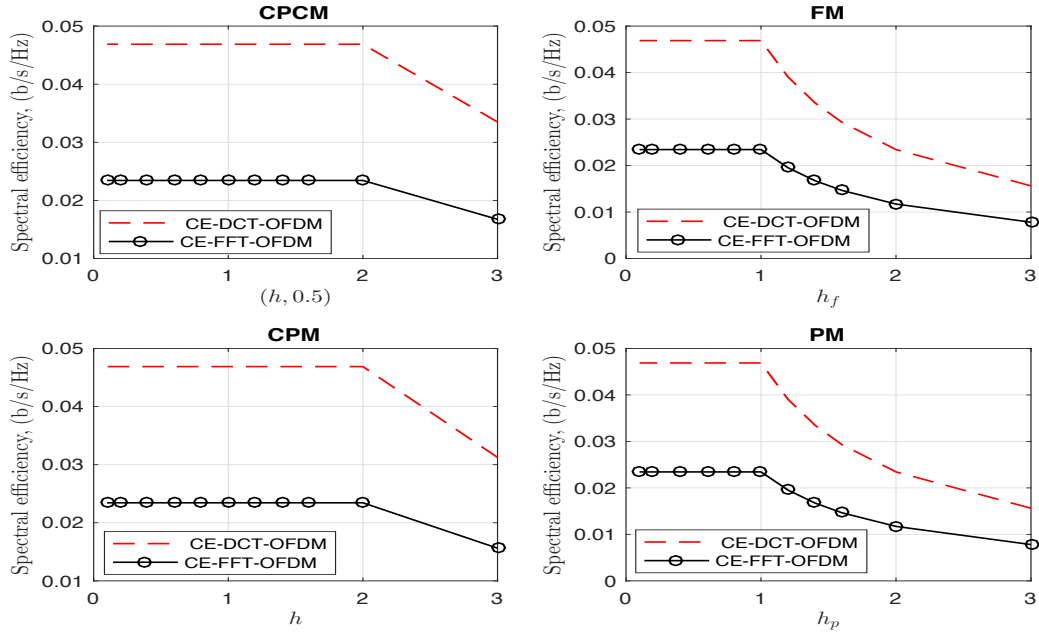 CPCM
Spectral efficiency, (b/s/Hz)
0.05
0.04
0.03
0.02
0.01
CE-DCT-OFDM
CE-FFT-OFDM
0 1 2 3
(h, 0.5)
FM
Spectral efficiency, (b/s/Hz)
0.05
0.04
0.03
0.02
0.01
0
CE-DCT-OFDM
CE-FFT-OFDM
0 1 2 3
h_f
CPM
Spectral efficiency, (b/s/Hz)
0.05
0.04
0.03
0.02
0.01
CE-DCT-OFDM
CE-FFT-OFDM
0 1 2 3
h
PM
Spectral efficiency, (b/s/Hz)
0.05
0.04
0.03
0.02
0.01
0
CE-DCT-OFDM
CE-FFT-OFDM
0 1 2 3
h_p